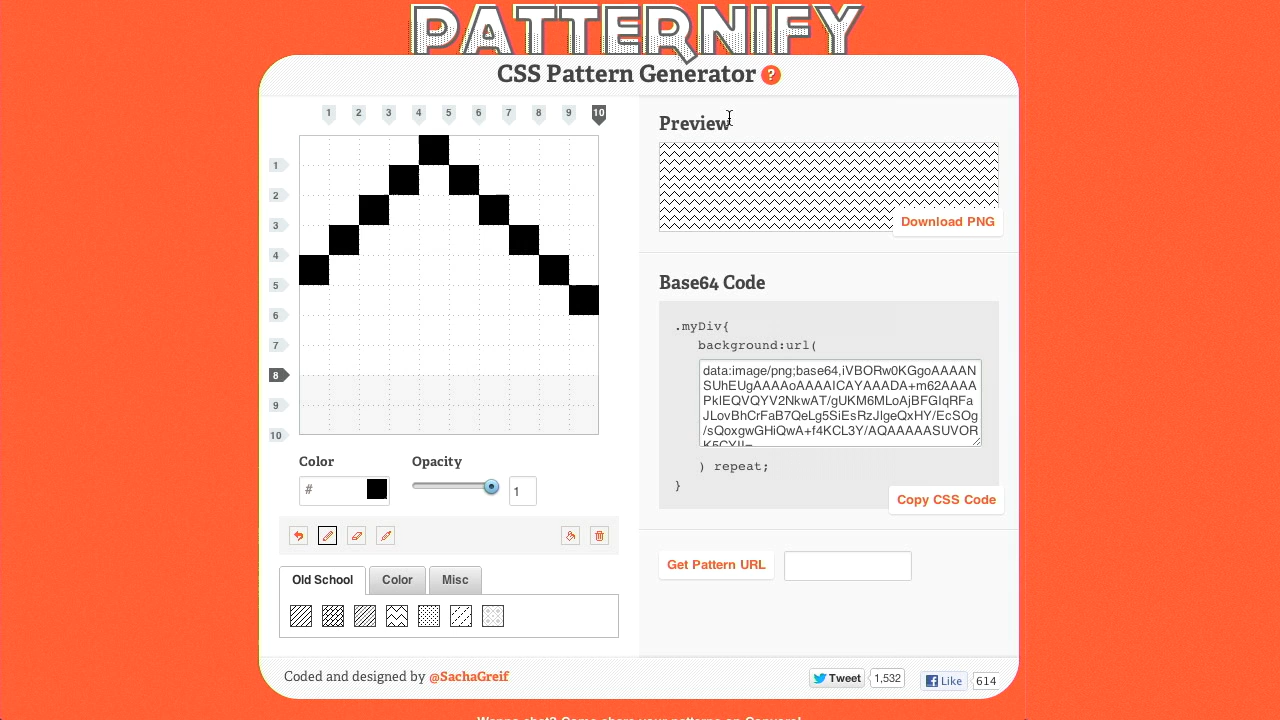 PATTERNIFY
CSS Pattern Generator ?
1 2 3 4 5 6 7 8 9 10
1
2
3
4
5
6
7
8
9
10
Color
Opacity
#
1
Old School
Color
Misc
Preview
Download PNG
Base64 Code
.myDiv{
background:url(
data:image/png;base64,iVBORw0KGgoAAAAN
SUhEUgAAAAoAAAAICAYAAADA+m62AAAA
PklEQVQYV2NkwAT/gUKM6MLoAjBFGIqRFa
JLovBhCrFaB7QeLg5SiEsRzJlgeQxHY/EcSOg
/sQoxgwGHiQwA+f4KCL3Y/AQAAAAASUVOR
) repeat;
}
Copy CSS Code
Get Pattern URL
Coded and designed by @SachaGreif
Tweet 1,532
Like 614